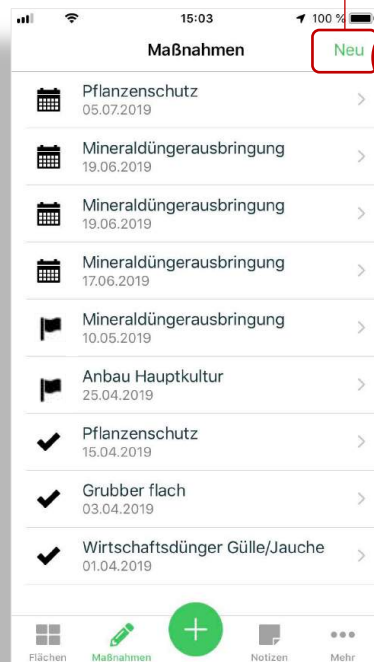 15:03
100 %
Maßnahmen
Neu
Pflanzenschutz
05.07.2019
Mineraldüngerausbringung
19.06.2019
Mineraldüngerausbringung
19.06.2019
Mineraldüngerausbringung
17.06.2019
Mineraldüngerausbringung
10.05.2019
Anbau Hauptkultur
25.04.2019
Pflanzenschutz
15.04.2019
Grubber flach
03.04.2019
Wirtschaftsdünger Gülle/Jauche
01.04.2019
Flächen Maßnahmen Notizen Mehr